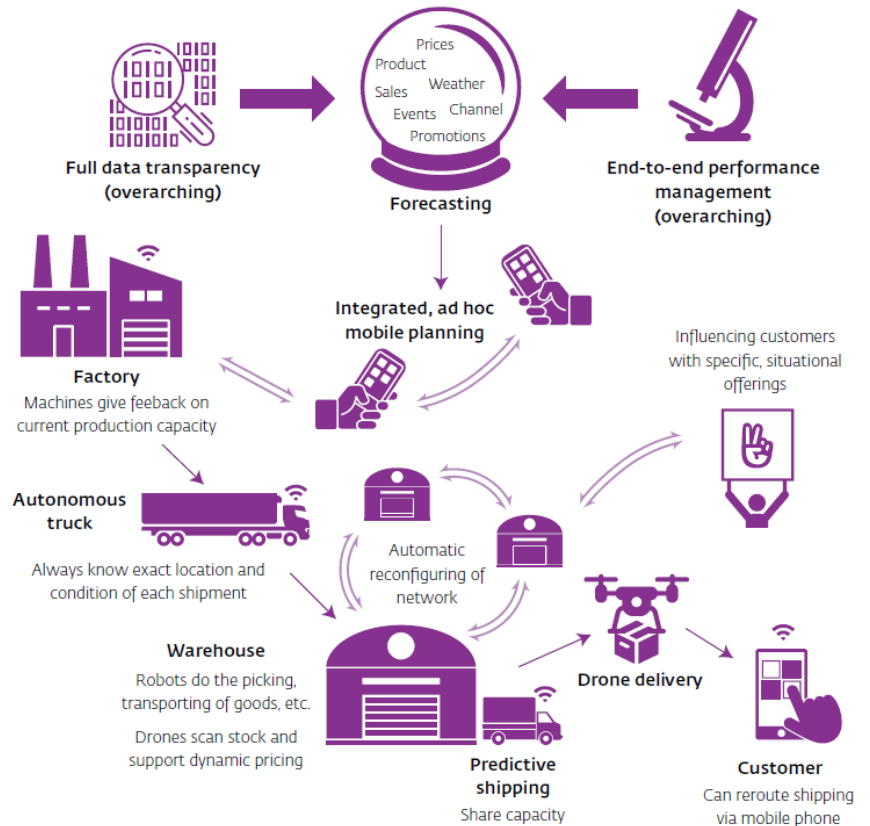 Prices
Product
Weather
Sales
Channel
Events
Promotions
Full data transparency
(overarching)
Forecasting
End-to-end performance
management
(overarching)
Integrated, ad hoc
mobile planning
Influencing customers
with specific, situational
offerings
Factory
Machines give feeback on
current production capacity
Autonomous
truck
Always know exact location and
condition of each shipment
Automatic
reconfiguring of
network
Warehouse
Robots do the picking,
transporting of goods, etc.
Drones scan stock and
support dynamic pricing
Predictive
shipping
Share capacity
Drone delivery
Customer
Can reroute shipping
via mobile phone